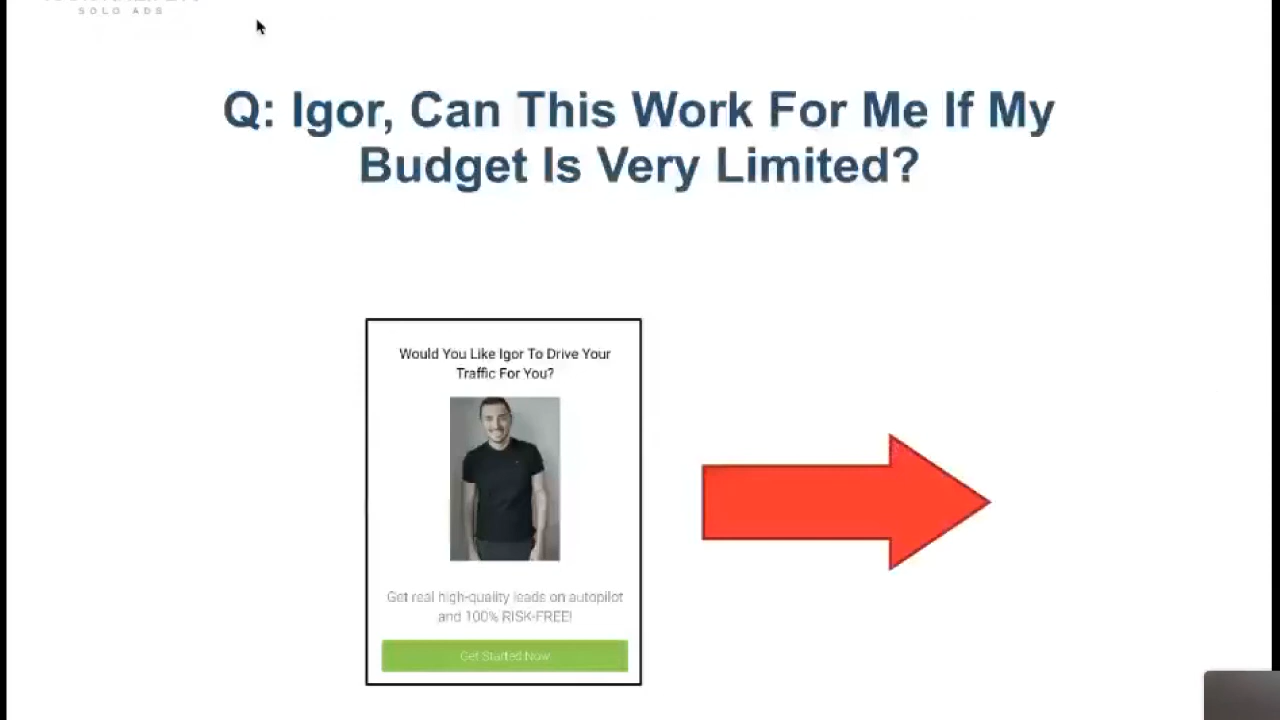 SOLO ADS
Q: Igor, Can This Work For Me If My
Budget Is Very Limited?
Would You Like Igor To Drive Your
Traffic For You?
Get real high-quality leads on autopilot
and 100% RISK-FREE!
Get Started Now